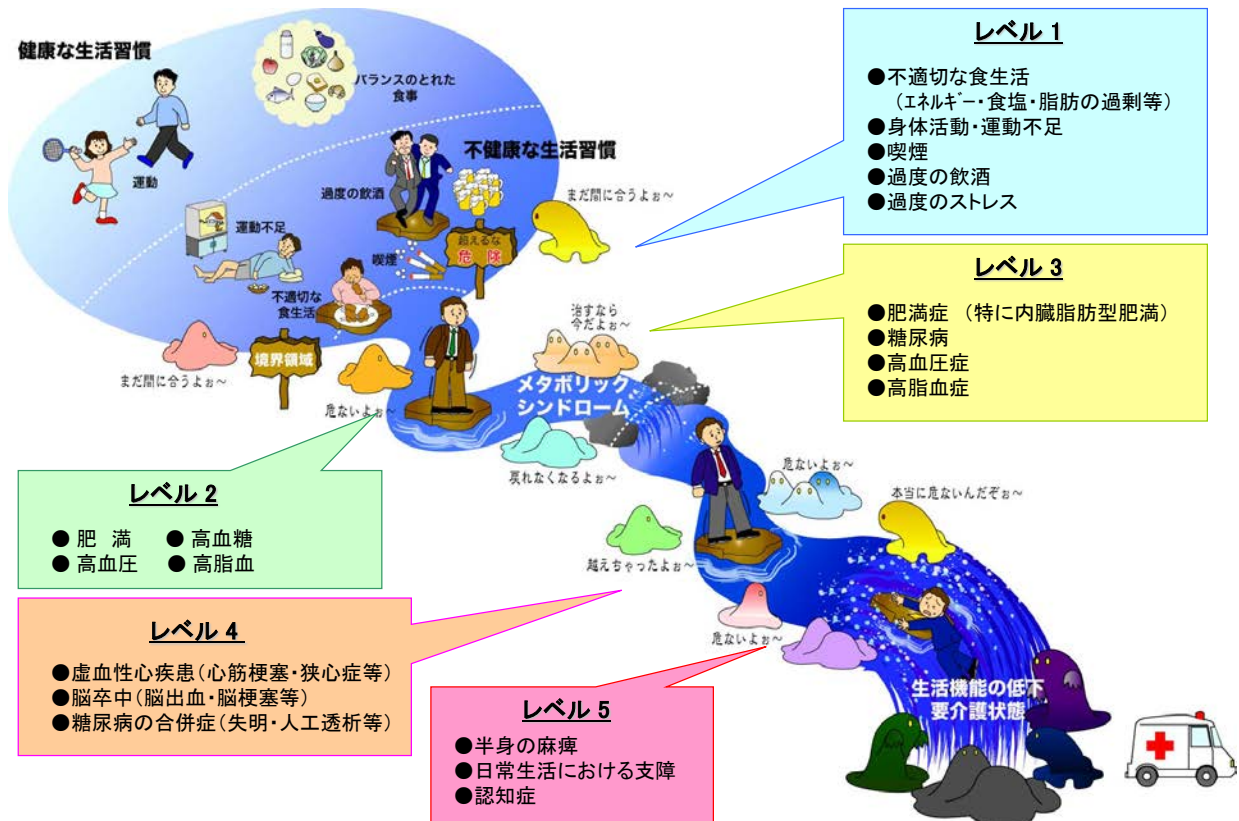 健康な生活習慣
バランスのとれた
食事
運動
不健康な生活習慣
過度の飲酒
運動不足
喫煙
超えるな
危険
不適切な
食生活
まだ間に合うよぉ～
境界領域
まだ間に合うよぉ～
危ないよぉ～
治すなら
今だよぉ～
メタボリック
シンドローム
戻れなくなるよぉ～
危ないよぉ～
本当に危ないんだぞぉ～
越えちゃったよぉ～
危ないよぉ～
生活機能の低下
要介護状態
レベル 1
●不適切な食生活
（ｴﾈﾙｷﾞｰ・食塩・脂肪の過剰等）
●身体活動・運動不足
●喫煙
●過度の飲酒
●過度のストレス
レベル 3
●肥満症　（特に内臓脂肪型肥満）
●糖尿病
●高血圧症
●高脂血症
レベル 2
● 肥　満　　● 高血糖
● 高血圧　　● 高脂血
レベル 4
●虚血性心疾患（心筋梗塞・狭心症等）
●脳卒中（脳出血・脳梗塞等）
●糖尿病の合併症（失明・人工透析等）
レベル 5
●半身の麻痺
●日常生活における支障
●認知症